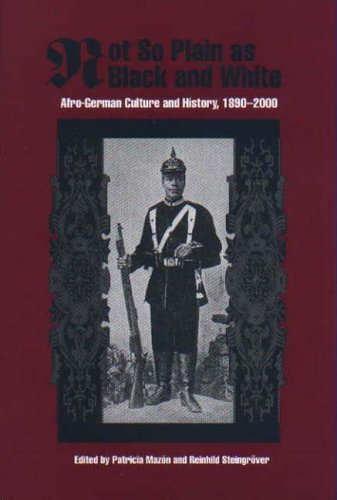 Not So Plain as
Black and White
Afro-German Culture and History, 1890–2000
Edited by Patricia Mazón and Reinhild Steingröver